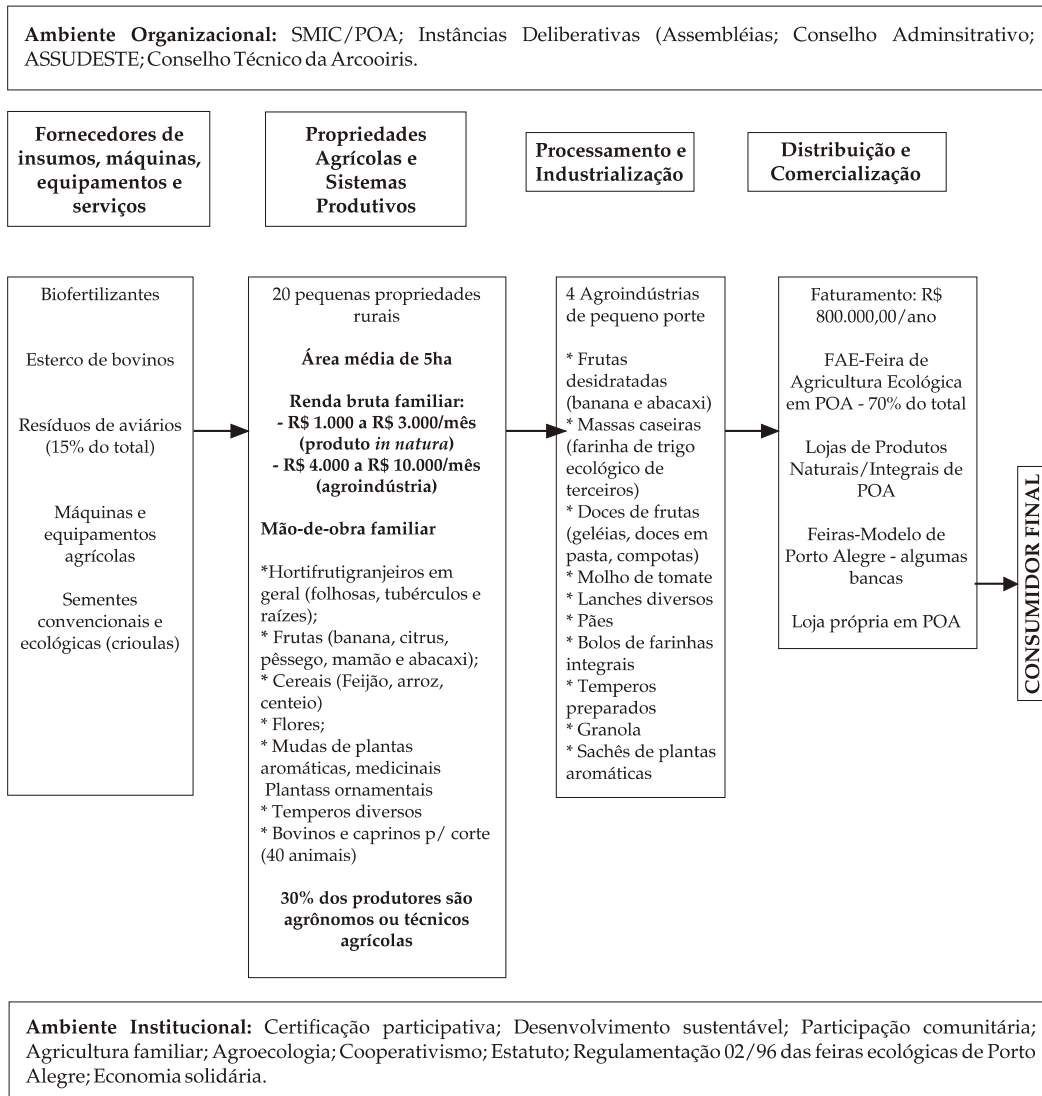 Ambiente Organizacional: SMIC/POA; Instâncias Deliberativas (Assembléias; Conselho Adminsitrativo;
ASSUDESTE; Conselho Técnico da Arcooiris.
Fornecedores de
insumos, máquinas,
equipamentos e
serviços
Propriedades
Agrícolas e
Sistemas
Produtivos
Processamento e
Industrialização
Distribuição e
Comercialização
Biofertilizantes
Esterco de bovinos
Resíduos de aviários
(15% do total)
Máquinas e
equipamentos
agrícolas
Sementes
convencionais e
ecológicas (crioulas)
20 pequenas propriedades
rurais
Área média de 5ha
Renda bruta familiar:
- R$ 1.000 a R$ 3.000/mês
(produto in natura)
- R$ 4.000 a R$ 10.000/mês
(agroindústria)
Mão-de-obra familiar
*Hortifrutigranjeiros em
geral (folhosas, tubérculos e
raízes);
* Frutas (banana, citrus,
pêssego, mamão e abacaxi);
* Cereais (Feijão, arroz,
centeio)
* Flores;
* Mudas de plantas
aromáticas, medicinais
Plantass ornamentais
* Temperos diversos
* Bovinos e caprinos p/ corte
(40 animais)
30% dos produtores são
agrônomos ou técnicos
agrícolas
4 Agroindústrias
de pequeno porte
* Frutas
desidratadas
(banana e abacaxi)
* Massas caseiras
(farinha de trigo
ecológico de
terceiros)
* Doces de frutas
(geléias, doces em
pasta, compotas)
* Molho de tomate
* Lanches diversos
* Pães
* Bolos de farinhas
integrais
* Temperos
preparados
* Granola
* Sachês de plantas
aromáticas
Faturamento: R$
800.000,00/ano
FAE-Feira de
Agricultura Ecológica
em POA - 70% do total
Lojas de Produtos
Naturais/Integrais de
POA
Feiras-Modelo de
Porto Alegre - algumas
bancas
Loja própria em POA
CONSUMIDOR FINAL
Ambiente Institucional: Certificação participativa; Desenvolvimento sustentável; Participação comunitária;
Agricultura familiar; Agroecologia; Cooperativismo; Estatuto; Regulamentação 02/96 das feiras ecológicas de Porto
Alegre; Economia solidária.